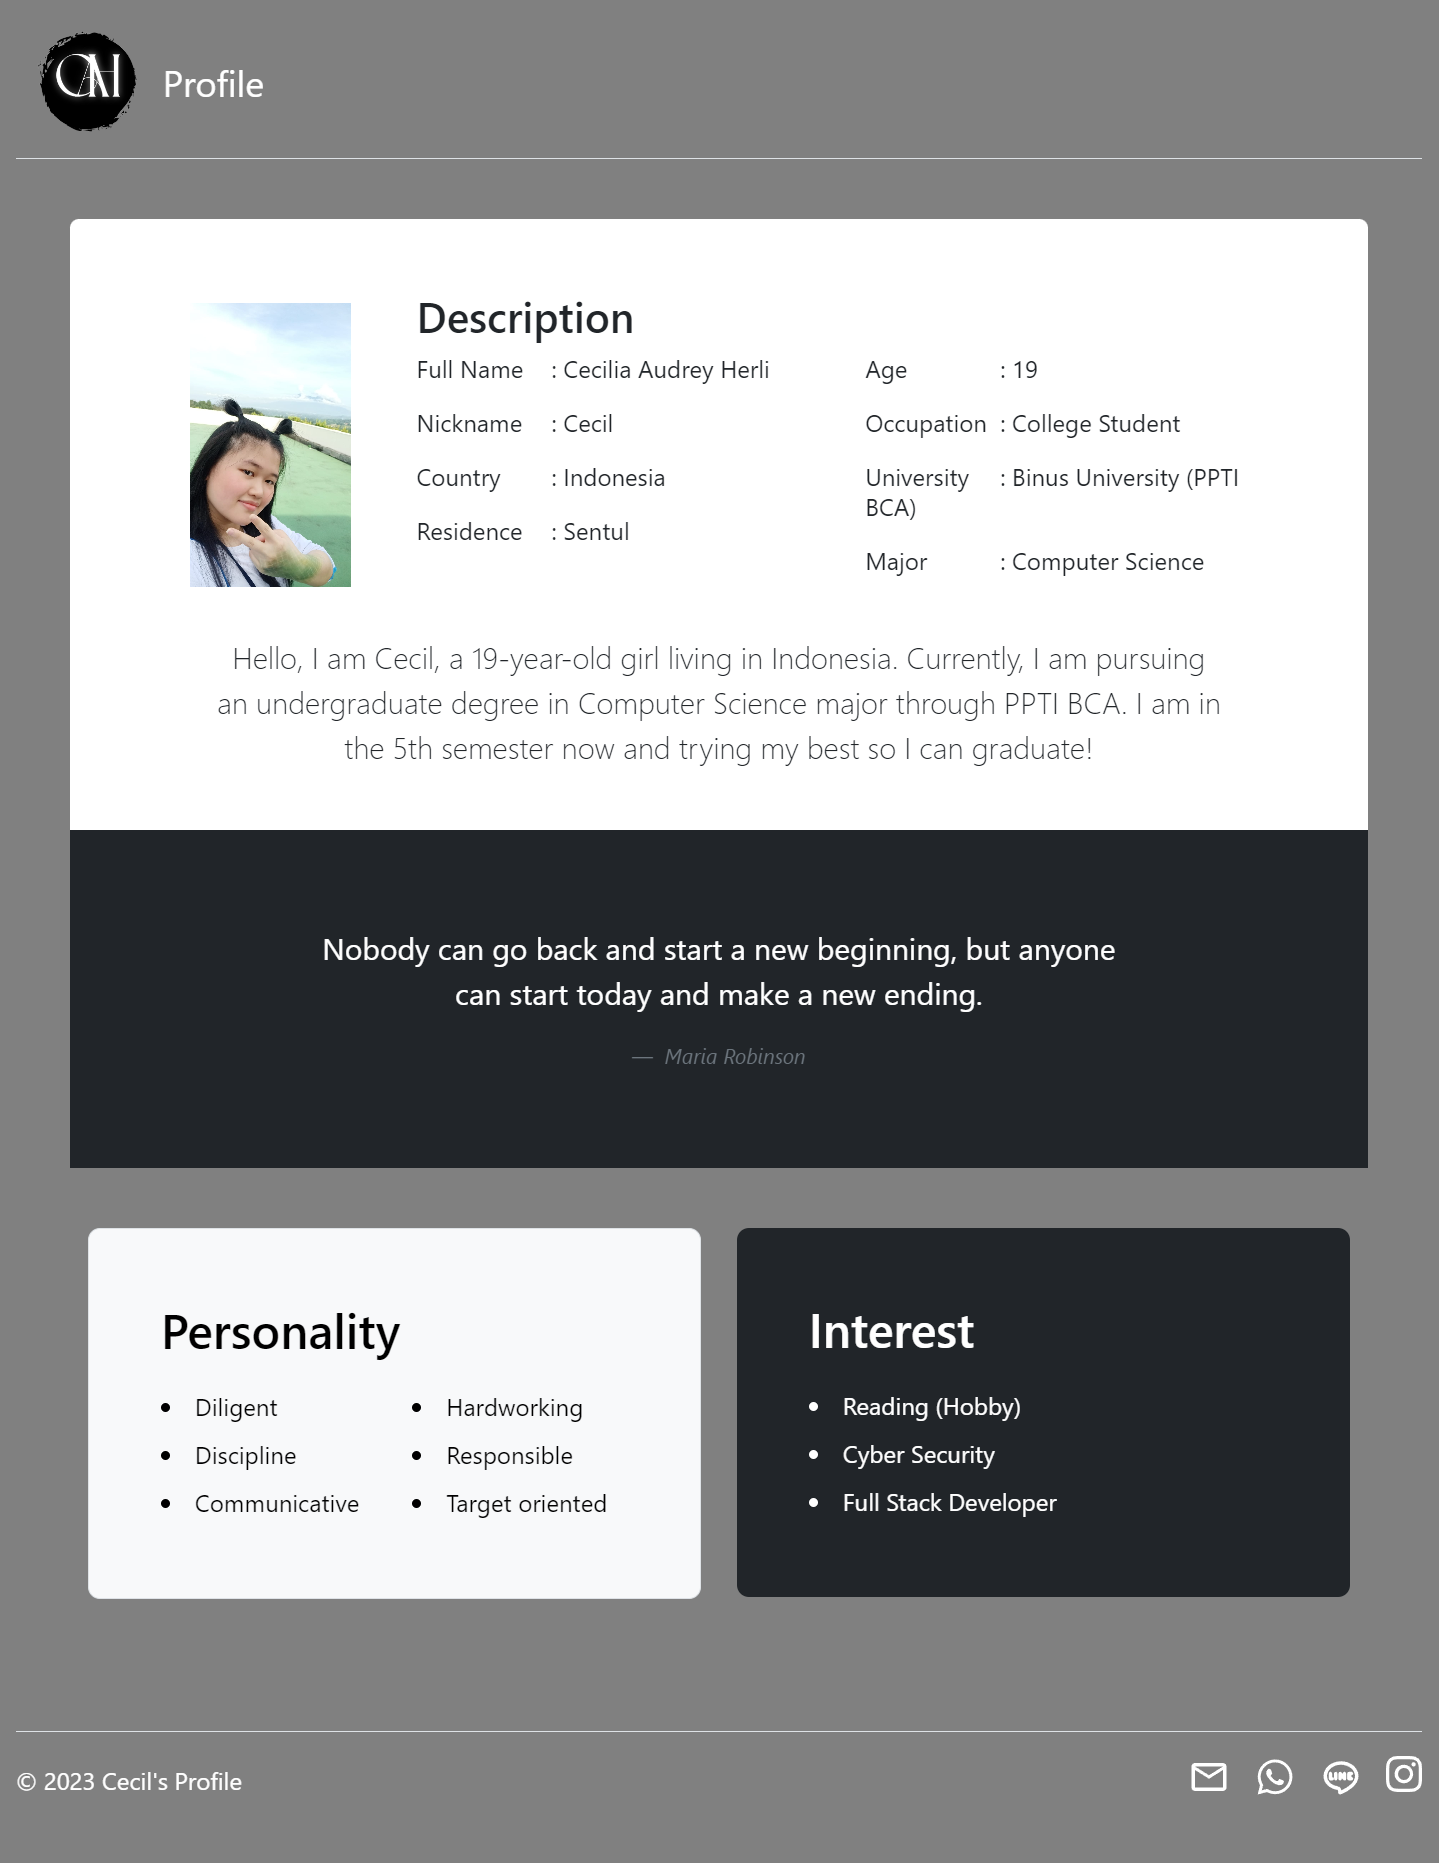 CAH
Profile
Description
Full Name : Cecilia Audrey Herli
Nickname : Cecil
Country : Indonesia
Residence : Sentul
Age : 19
Occupation : College Student
University : Binus University (PPTI
BCA)
Major : Computer Science
Hello, I am Cecil, a 19-year-old girl living in Indonesia. Currently, I am pursuing
an undergraduate degree in Computer Science major through PPTI BCA. I am in
the 5th semester now and trying my best so I can graduate!
Nobody can go back and start a new beginning, but anyone
can start today and make a new ending.
— Maria Robinson
Personality
• Diligent
• Discipline
• Communicative
• Hardworking
• Responsible
• Target oriented
Interest
• Reading (Hobby)
• Cyber Security
• Full Stack Developer
© 2023 Cecil's Profile
LINE